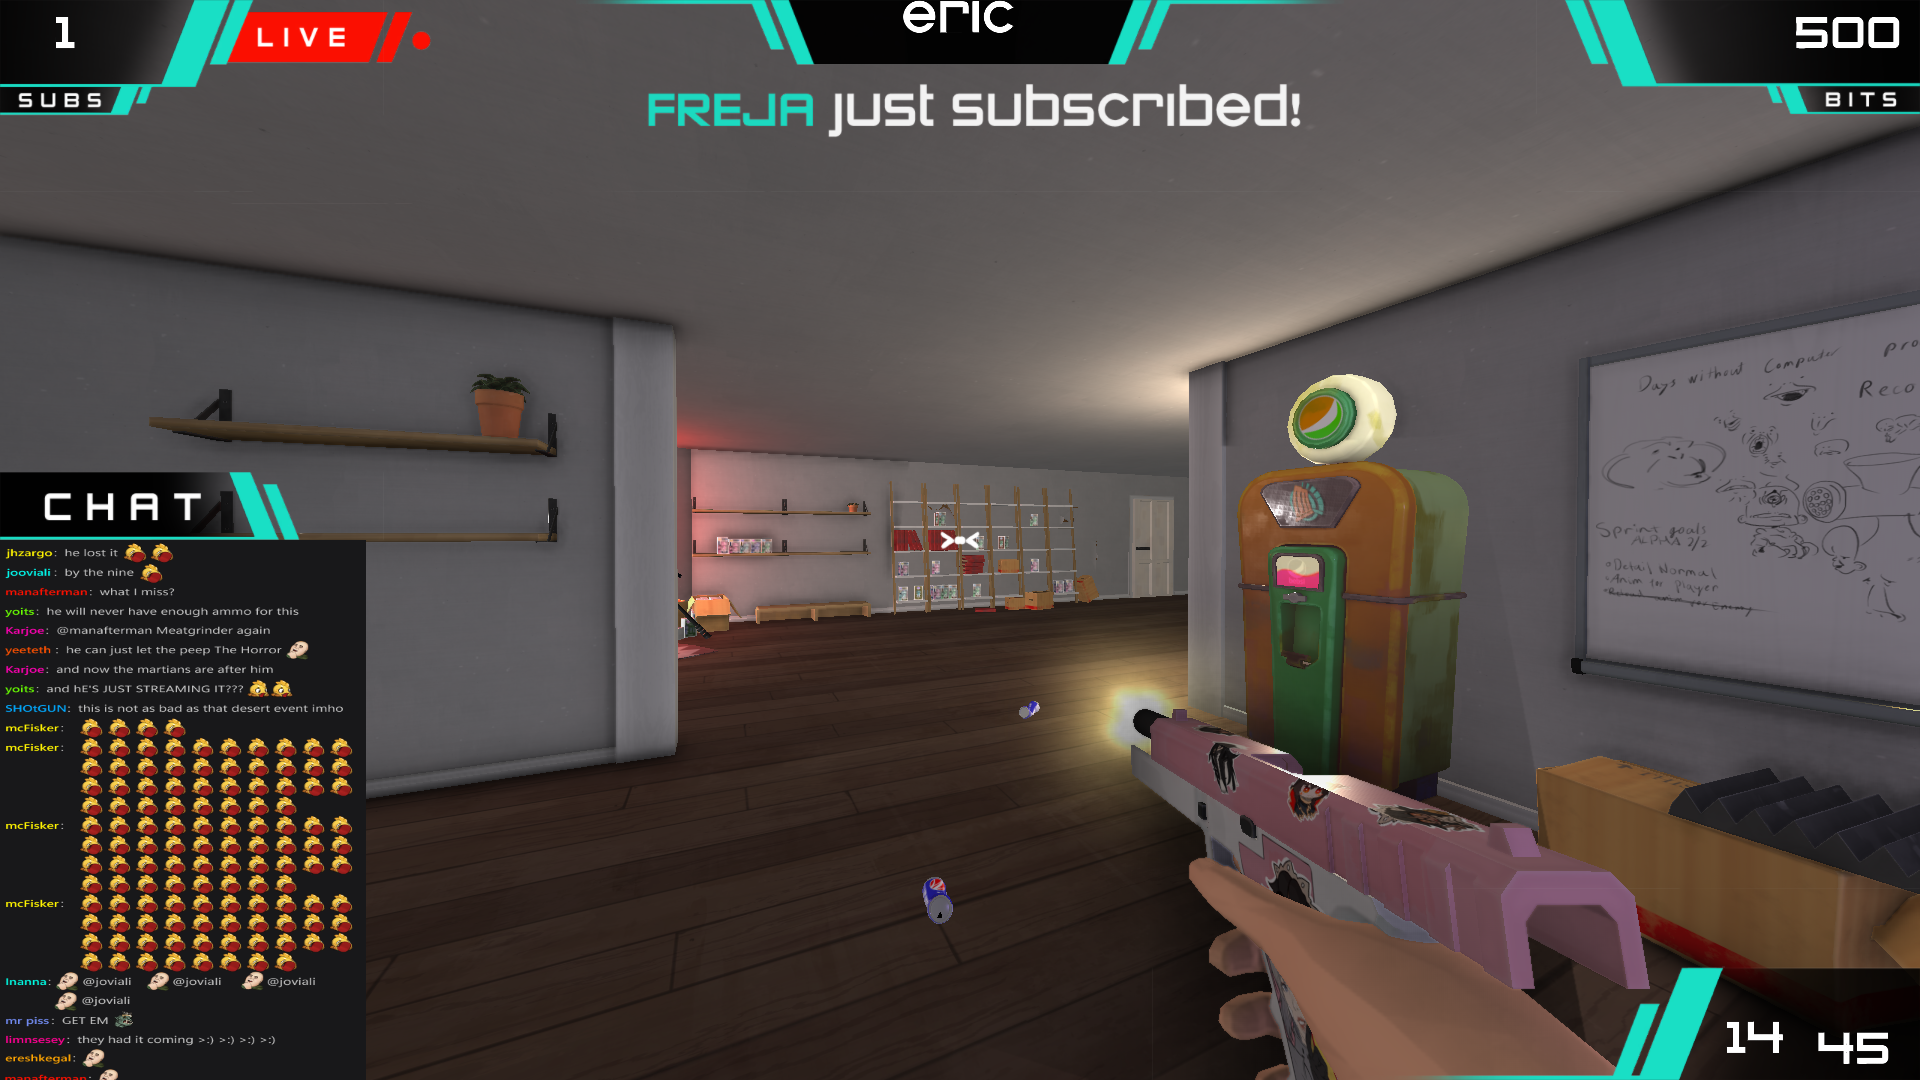 1
SUBS
LIVE
eric
500
BITS
FREJA just subscribed!
Days without Computer
Reco
Sprint goals
ALPHA 2/2
Detail Normal
Anim for player
CHAT
jhzargo: he lost it
jooviali: by the nine
manafterman: what I miss?
yoits: he will never have enough ammo for this
Karjoe: @manafterman Meatgrinder again
yeeteth : he can just let the peep The Horror
Karjoe: and now the martians are after him
yoits: and hE'S JUST STREAMING IT???
SHOtGUN: this is not as bad as that desert event imho
mcFisker:
mcFisker:
mcFisker:
mcFisker:
Inanna: @joviali @joviali @joviali
@joviali
mr piss: GET EM
limnsesey: they had it coming >:) >:) >:) >:)
ereshkegal:
manafterman:
14 45